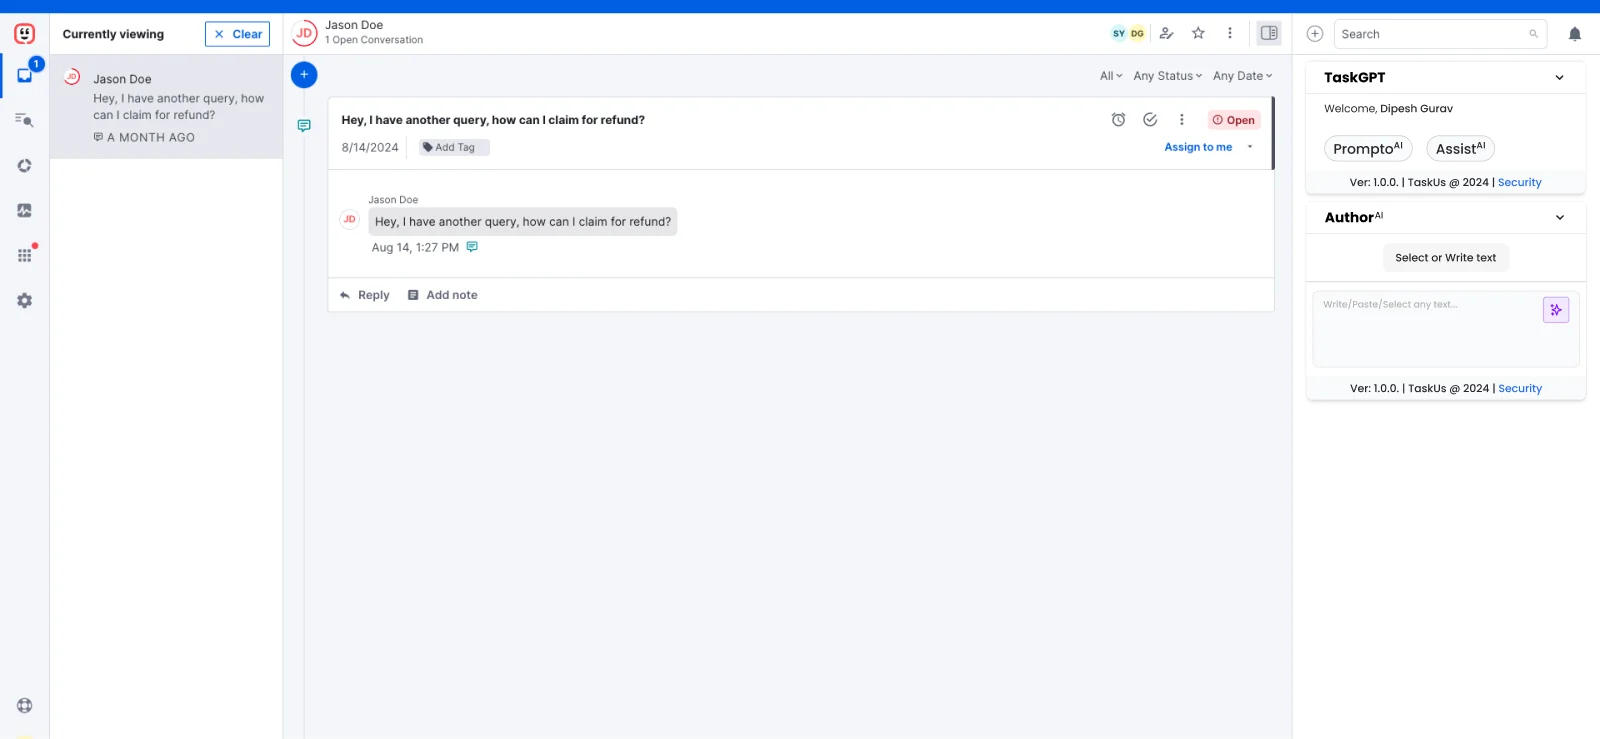 Currently viewing
Clear
1
JD
Jason Doe
Hey, I have another query, how
can I claim for refund?
A MONTH AGO
JD
Jason Doe
1 Open Conversation
SY
DG
All
Any Status
Any Date
Hey, I have another query, how can I claim for refund?
Open
8/14/2024
Add Tag
Assign to me
Jason Doe
JD
Hey, I have another query, how can I claim for refund?
Aug 14, 1:27 PM
Reply
Add note
Search
TaskGPT
Welcome, Dipesh Gurav
PromptoAI
AssistAI
Ver: 1.0.0. | TaskUs @ 2024 | Security
AuthorAI
Select or Write text
Write/Paste/Select any text...
Ver: 1.0.0. | TaskUs @ 2024 | Security